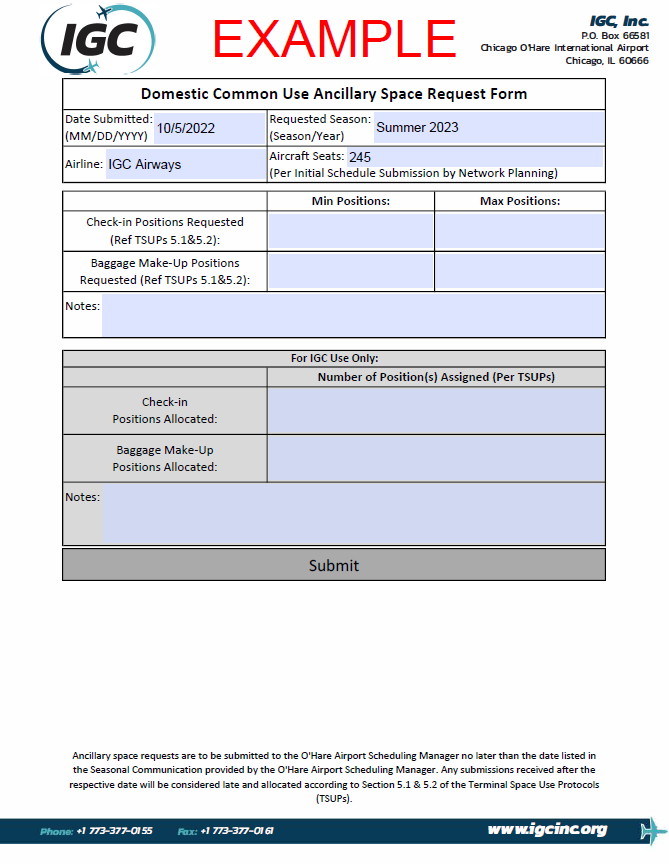 IGC
EXAMPLE
IGC, Inc.
P.O. Box 66581
Chicago O'Hare International Airport
Chicago, IL 60666
Domestic Common Use Ancillary Space Request Form
Date Submitted:
(MM/DD/YYYY)
10/5/2022
Requested Season:
(Season/Year)
Summer 2023
Airline: IGC Airways
Aircraft Seats: 245
(Per Initial Schedule Submission by Network Planning)
Min Positions:
Max Positions:
Check-in Positions Requested
(Ref TSUPs 5.1&5.2):
Baggage Make-Up Positions
Requested (Ref TSUPs 5.1&5.2):
Notes:
For IGC Use Only:
Number of Position(s) Assigned (Per TSUPs)
Check-in
Positions Allocated:
Baggage Make-Up
Positions Allocated:
Notes:
Submit
Ancillary space requests are to be submitted to the O'Hare Airport Scheduling Manager no later than the date listed in
the Seasonal Communication provided by the O'Hare Airport Scheduling Manager. Any submissions received after the
respective date will be considered late and allocated according to Section 5.1 & 5.2 of the Terminal Space Use Protocols
(TSUPs).
Phone: +1 773-377-0155 Fax: +1 773-377-0161
www.igcinc.org